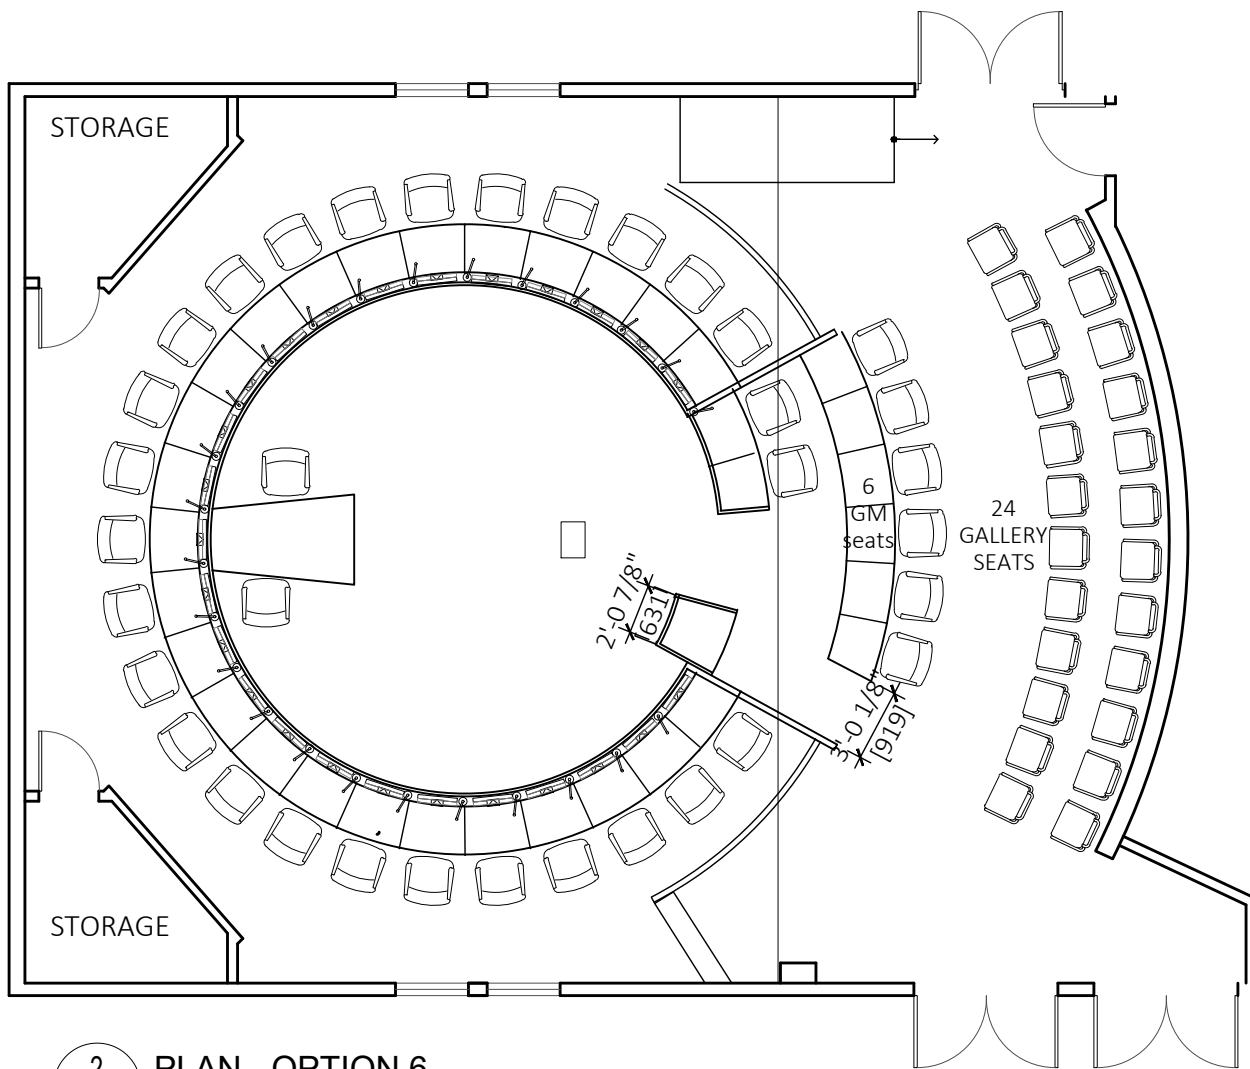 STORAGE
6
GM
seats
24
GALLERY
SEATS
2'-0 7/8"
[631]
3'-0 1/8"
[919]
STORAGE
2
PLAN - OPTION 6